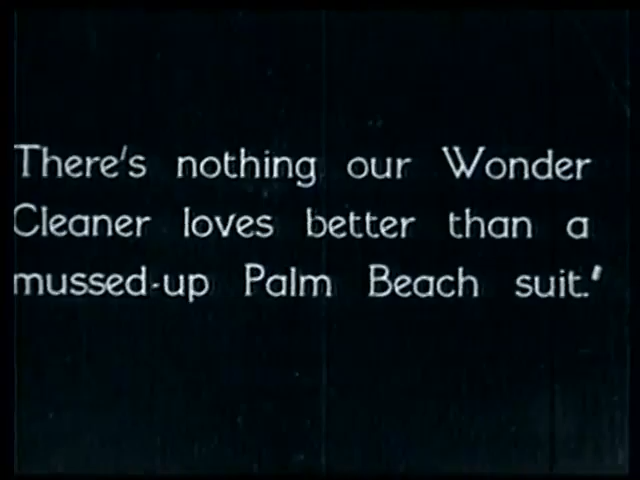 There's nothing our Wonder
Cleaner loves better than a
mussed-up Palm Beach suit."